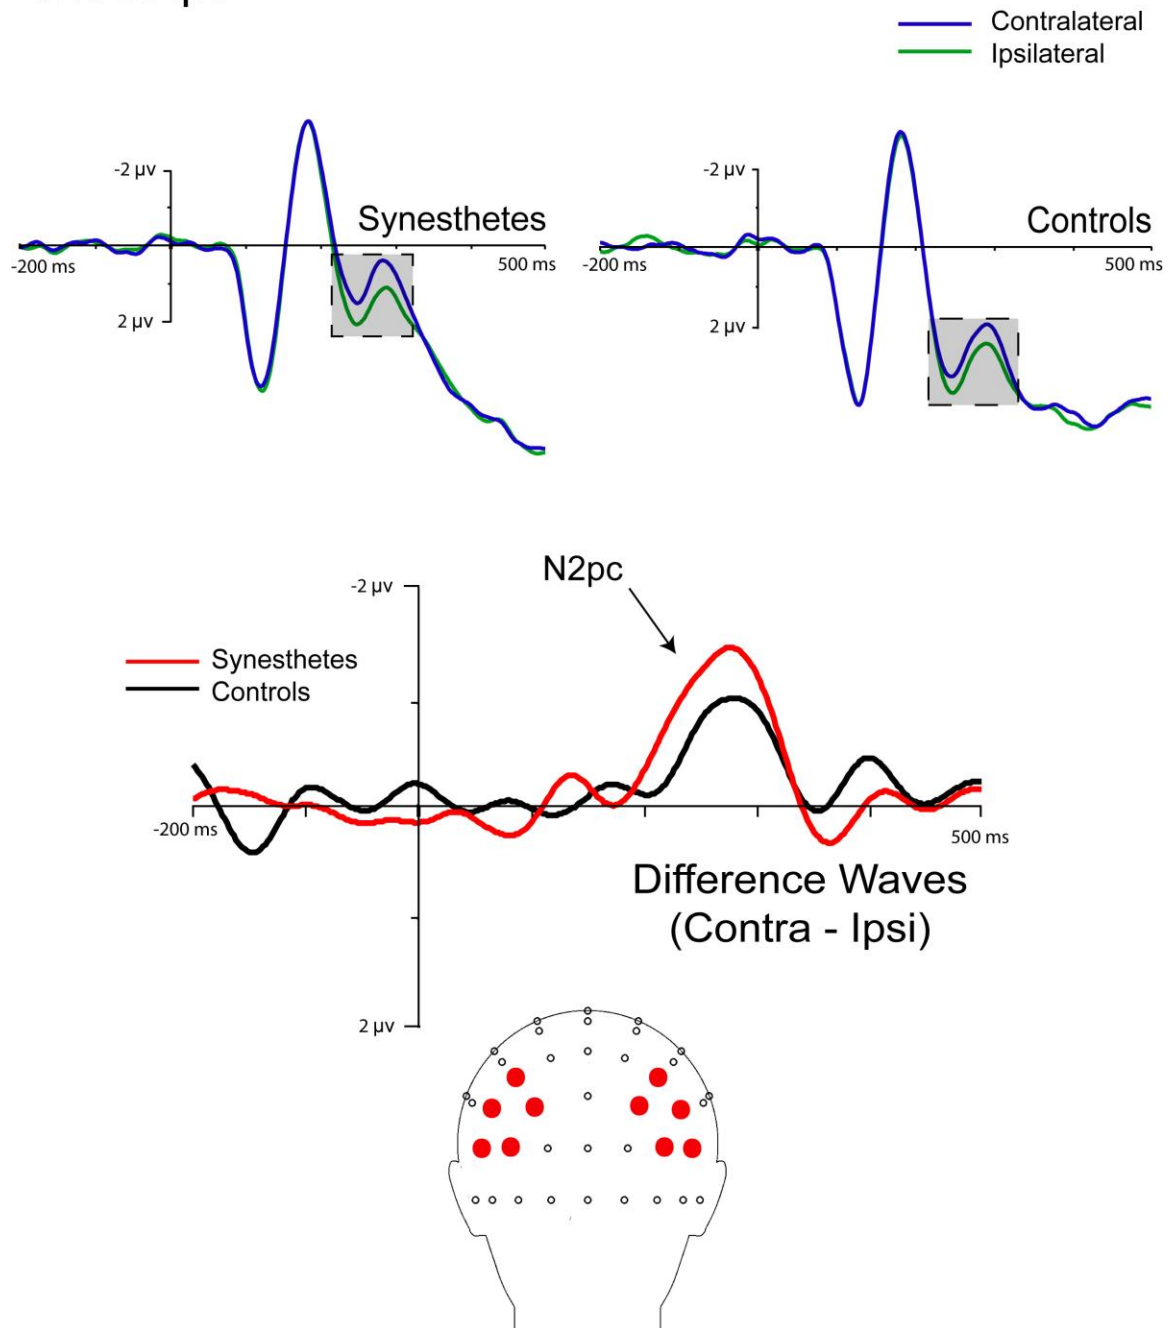 Contralateral
Ipsilateral
-2 µv
Synesthetes
-200 ms
500 ms
2 µv
-2 µv
Controls
-200 ms
500 ms
2 µv
N2pc
-2 µv
Synesthetes
Controls
-200 ms
500 ms
Difference Waves
(Contra - Ipsi)
2 µv